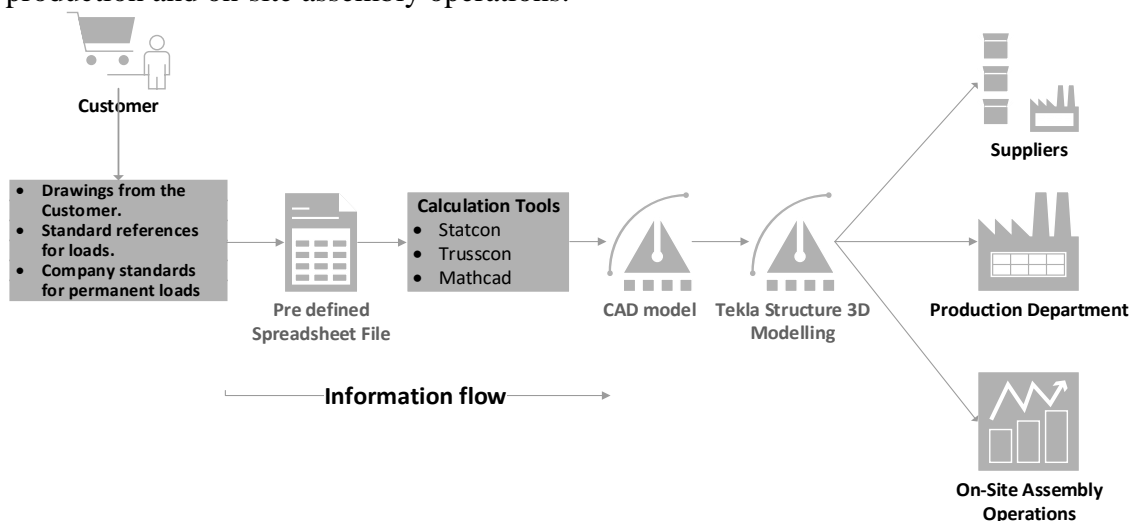 production and on-site assembly operations.
Customer
• Drawings from the
Customer.
• Standard references
for loads.
• Company standards
for permanent loads
Pre defined
Spreadsheet File
Calculation Tools
• Statcon
• Trusscon
• Mathcad
CAD model
Tekla Structure 3D
Modelling
Suppliers
Production Department
On-Site Assembly
Operations
Information flow